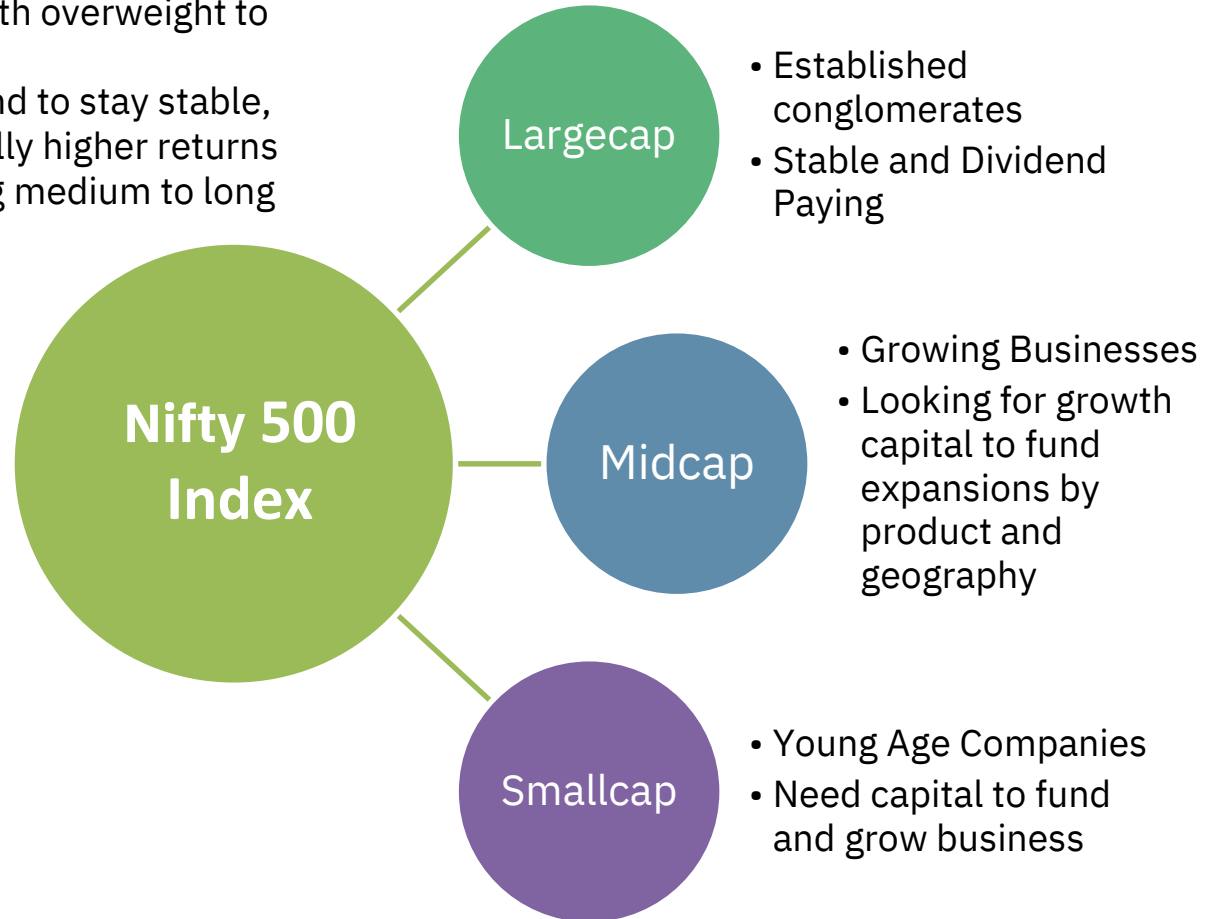 th overweight to
nd to stay stable,
lly higher returns
g medium to long
Largecap
• Established
conglomerates
• Stable and Dividend
Paying
Nifty 500
Index
Midcap
• Growing Businesses
• Looking for growth
capital to fund
expansions by
product and
geography
Smallcap
• Young Age Companies
• Need capital to fund
and grow business